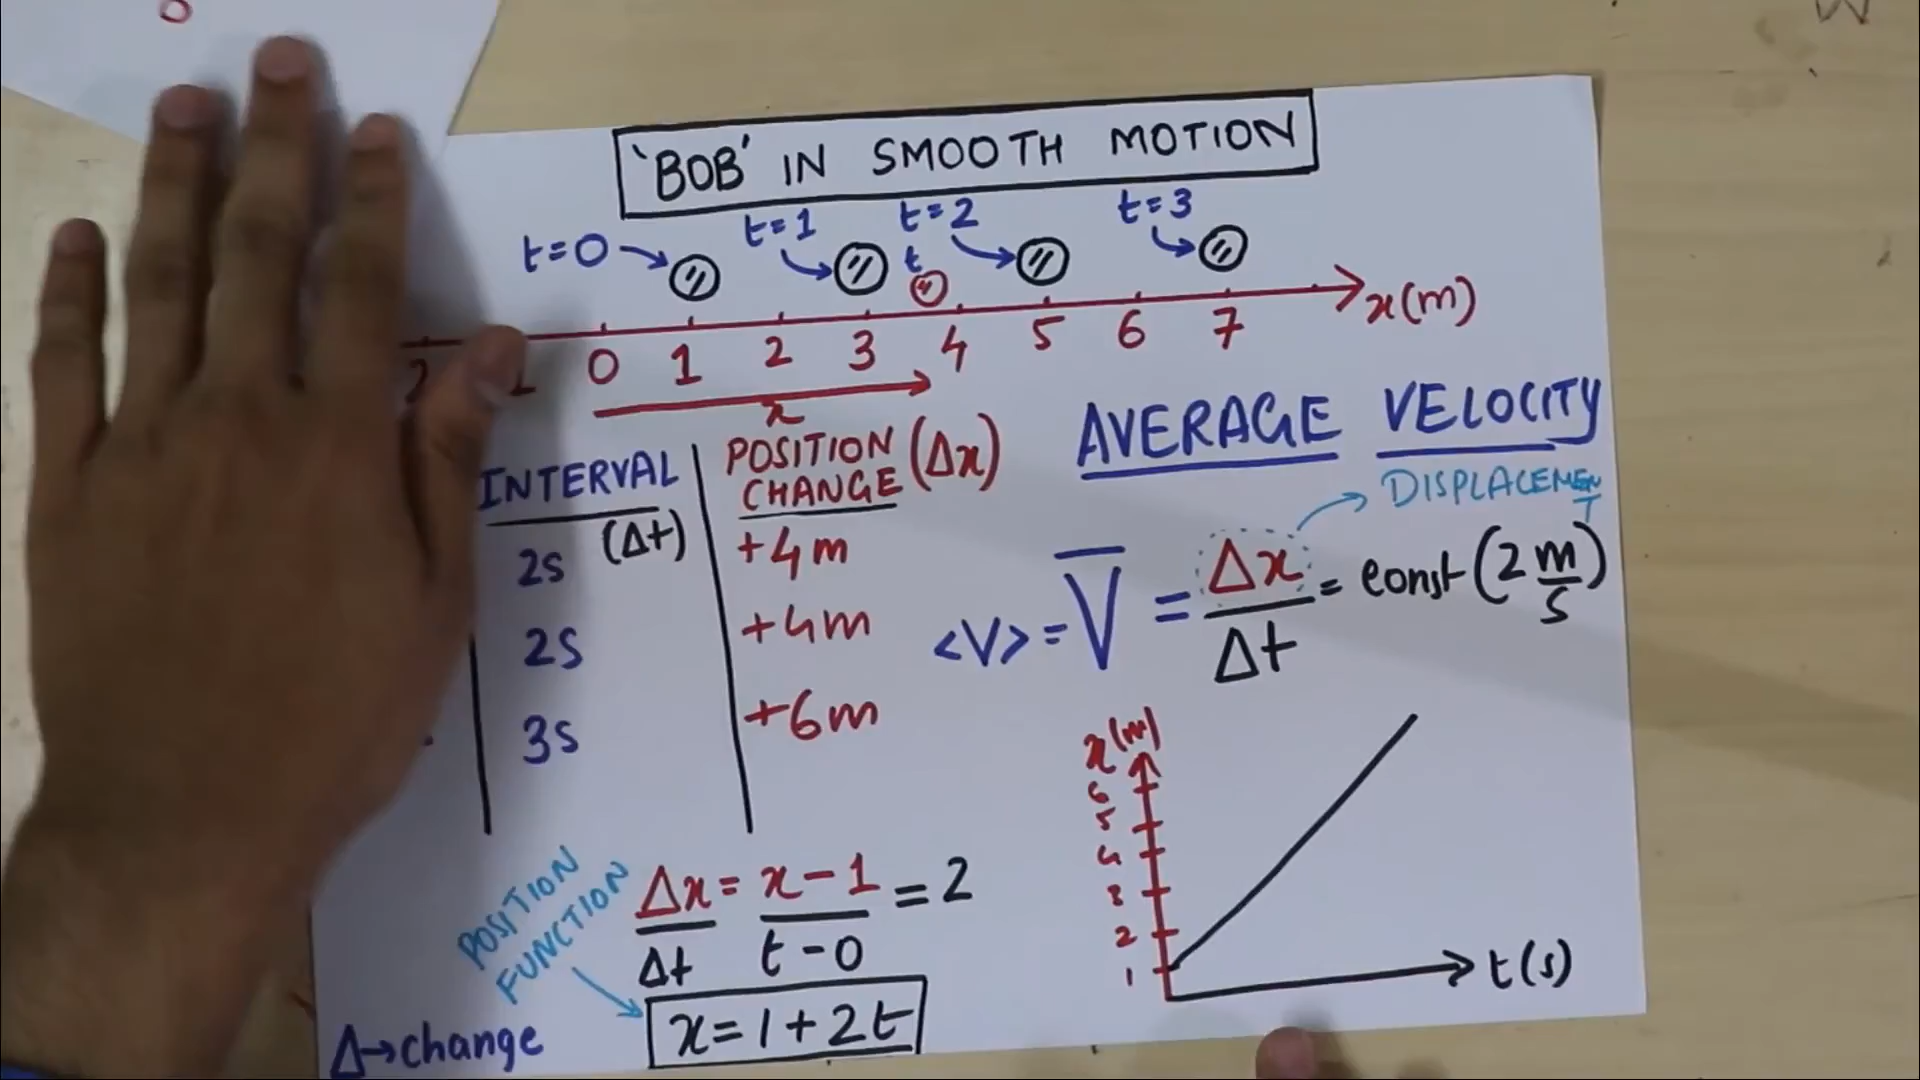 'BOB' IN SMOOTH MOTION
t=0 t=1 t=2 t=3
t
x(m)
2 1 0 1 2 3 4 5 6 7
x
INTERVAL (Δt)
POSITION CHANGE (Δx)
2s +4m
2s +4m
3s +6m
AVERAGE VELOCITY
DISPLACEMENT
<V> = V̅ = Δx/Δt = const (2 m/s)
POSITION FUNCTION
Δx/Δt = x-1/t-0 = 2
x=1+2t
Δ→change
x(m)
6
5
4
3
2
1
t(s)